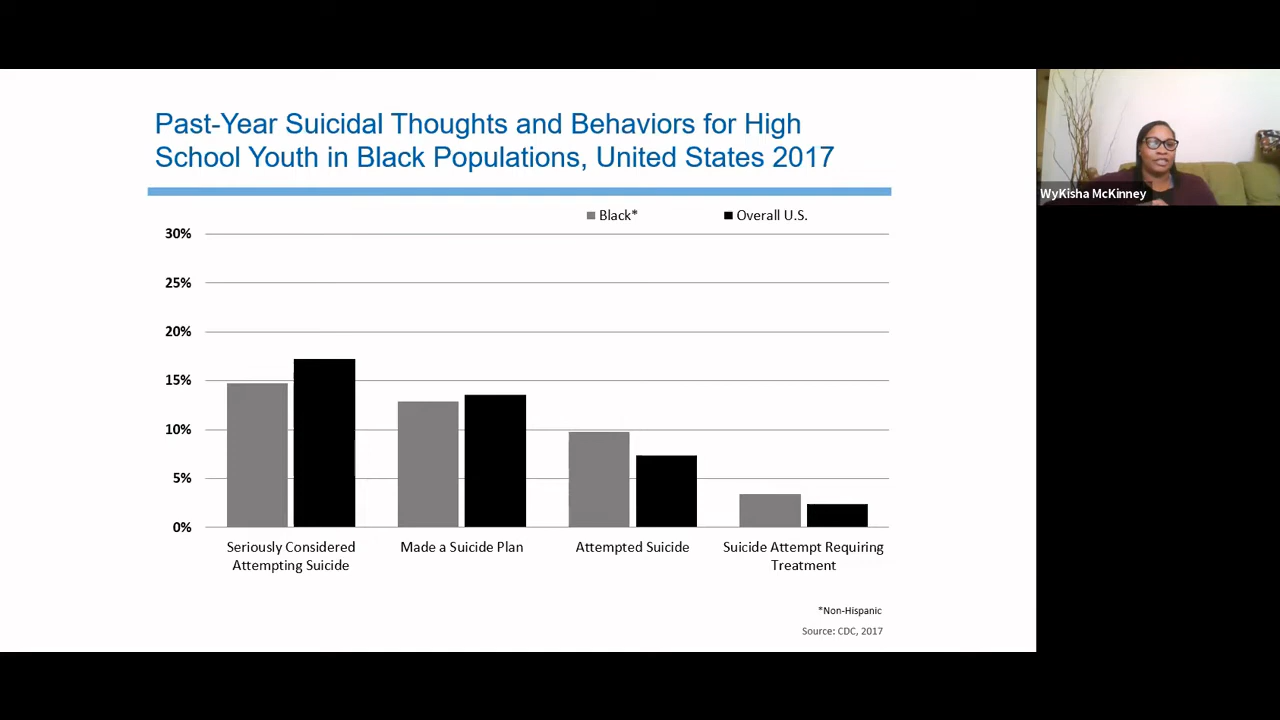 Past-Year Suicidal Thoughts and Behaviors for High
School Youth in Black Populations, United States 2017
Black*
Overall U.S.
30%
25%
20%
15%
10%
5%
0%
Seriously Considered
Attempting Suicide
Made a Suicide Plan
Attempted Suicide
Suicide Attempt Requiring
Treatment
*Non-Hispanic
Source: CDC, 2017
WyKisha McKinney